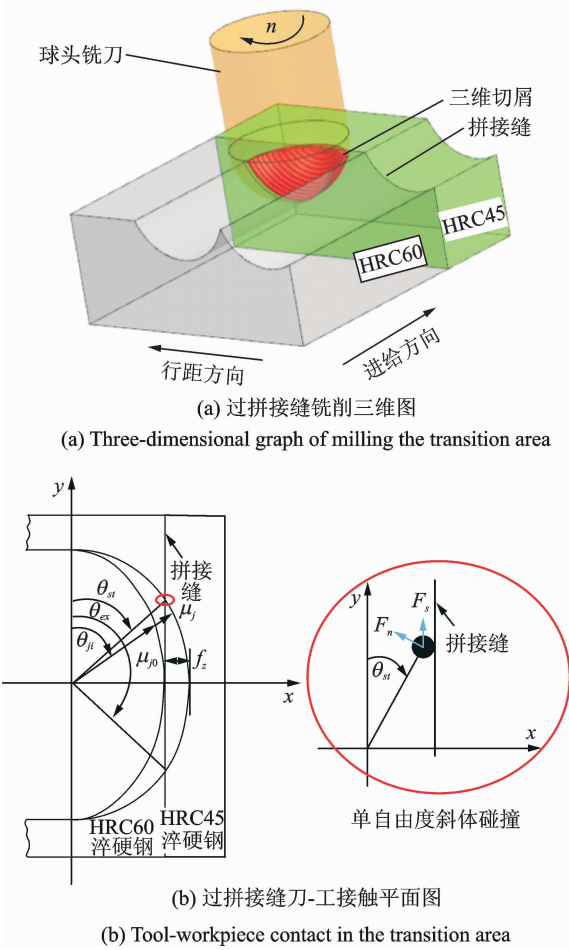 n
球头铣刀
三维切屑
拼接缝
HRC45
HRC60
进给方向
行距方向
(a) 过拼接缝铣削三维图
(a) Three-dimensional graph of milling the transition area
y
θst
θex
θji
拼接
缝
μj
μj0
fz
x
HRC60
淬硬钢
HRC45
淬硬钢
y
Fs
Fn
拼接缝
θst
x
单自由度斜体碰撞
(b) 过拼接缝刀-工接触平面图
(b) Tool-workpiece contact in the transition area